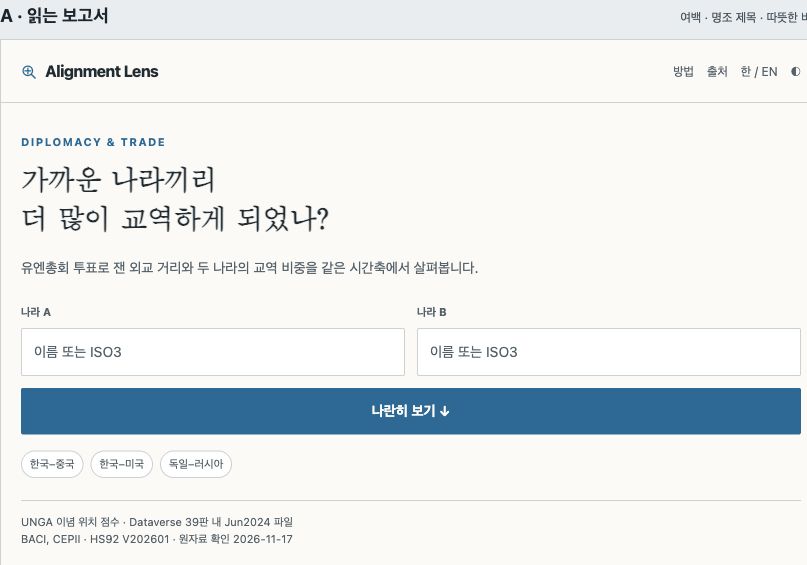 A · 읽는 보고서
여백 · 명조 제목 · 따뜻한
Alignment Lens
방법 출처 한 / EN
DIPLOMACY & TRADE
가까운 나라끼리
더 많이 교역하게 되었나?
유엔총회 투표로 잰 외교 거리와 두 나라의 교역 비중을 같은 시간축에서 살펴봅니다.
나라 A
나라 B
이름 또는 ISO3
이름 또는 ISO3
나란히 보기 ↓
한국–중국
한국–미국
독일–러시아
UNGA 이념 위치 점수 · Dataverse 39판 내 Jun2024 파일
BACI, CEPII · HS92 V202601 · 원자료 확인 2026-11-17